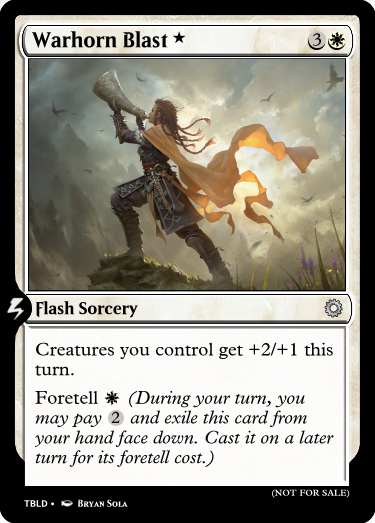 Warhorn Blast ★ 3
Flash Sorcery
Creatures you control get +2/+1 this
turn.
Foretell (During your turn, you
may pay 2 and exile this card from
your hand face down. Cast it on a later
turn for its foretell cost.)
(NOT FOR SALE)
TBLD • Bryan Sola